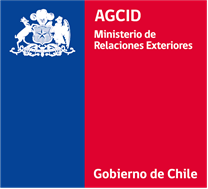 AGCID
Ministerio de
Relaciones Exteriores
Gobierno de Chile